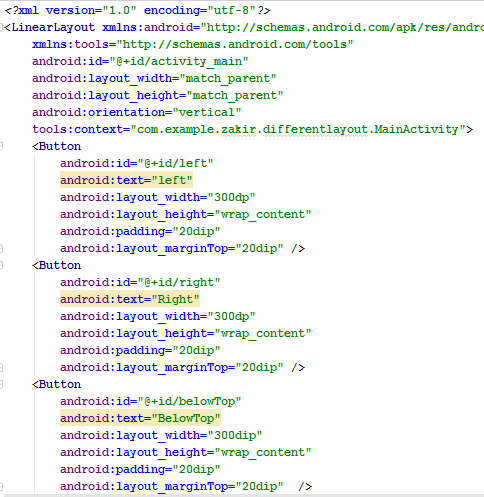 <?xml version="1.0" encoding="utf-8"?>
<LinearLayout xmlns:android="http://schemas.android.com/apk/res/andro
xmlns:tools="http://schemas.android.com/tools"
android:id="@+id/activity_main"
android:layout_width="match_parent"
android:layout_height="match_parent"
android:orientation="vertical"
tools:context="com.example.zakir.differentlayout.MainActivity">
<Button
android:id="@+id/left"
android:text="left"
android:layout_width="300dp"
android:layout_height="wrap_content"
android:padding="20dip"
android:layout_marginTop="20dip" />
<Button
android:id="@+id/right"
android:text="Right"
android:layout_width="300dp"
android:layout_height="wrap_content"
android:padding="20dip"
android:layout_marginTop="20dip" />
<Button
android:id="@+id/belowTop"
android:text="BelowTop"
android:layout_width="300dip"
android:layout_height="wrap_content"
android:padding="20dip"
android:layout_marginTop="20dip"  />